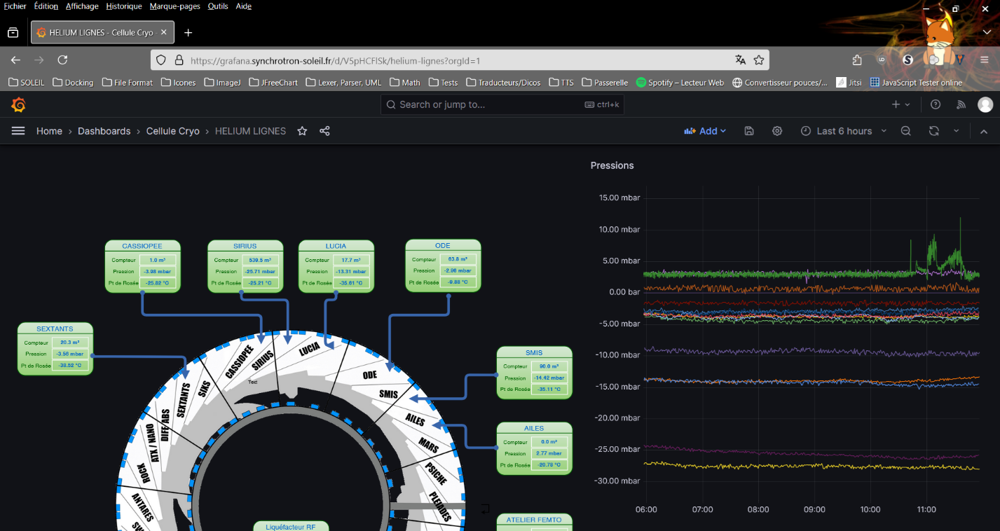 Fichier Édition Affichage Historique Marque-pages Outils Aide
HELIUM LIGNES - Cellule Cryo -
https://grafana.synchrotron-soleil.fr/d/V5pHCFlSk/helium-lignes?orgId=1
SOLEIL Docking File Format Icones ImageJ JFreeChart Lexer, Parser, UML Math Tests Traducteurs/Dicos TTS Passerelle Spotify – Lecteur Web Convertisseur pouces/... Jitsi JavaScript Tester online
Search or jump to... ctrl+k
Home › Dashboards › Cellule Cryo › HELIUM LIGNES Add Last 6 hours
Pressions
15.00 mbar
10.00 mbar
5.00 mbar
0.00 bar
-5.00 mbar
-10.00 mbar
-15.00 mbar
-20.00 mbar
-25.00 mbar
-30.00 mbar
06:00 07:00 08:00 09:00 10:00 11:00
CASSIOPEE
Compteur 1.0 m³
Pression -3.98 mbar
Pt de Rosée -25.82 °C
SIRIUS
Compteur 539.5 m³
Pression -25.71 mbar
Pt de Rosée -25.21 °C
LUCIA
Compteur 17.7 m³
Pression -13.31 mbar
Pt de Rosée -35.61 °C
ODE
Compteur 63.8 m³
Pression -2.96 mbar
Pt de Rosée -9.88 °C
SEXTANTS
Compteur 20.3 m³
Pression -3.56 mbar
Pt de Rosée -38.52 °C
SMIS
Compteur 90.0 m³
Pression -14.42 mbar
Pt de Rosée -35.11 °C
AILES
Compteur 0.0 m³
Pression 2.77 mbar
Pt de Rosée -20.78 °C
ATELIER FEMTO
ANTARES
ROCK
ATX / NANO
DIFF ABS
SEXTANTS
SIXS
CASSIOPEE
SIRIUS
Text
LUCIA
ODE
SMIS
AILES
MARS
PSICHE
PLEIADES
Liquéfacteur RF